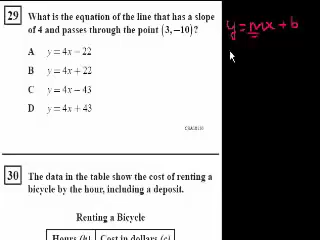 29 What is the equation of the line that has a slope
of 4 and passes through the point (3, −10)?
A y = 4x − 22
B y = 4x + 22
C y = 4x − 43
D y = 4x + 43
y = mx + b
30 The data in the table show the cost of renting a
bicycle by the hour, including a deposit.
Renting a Bicycle
Hours (h) Cost in dollars (c)